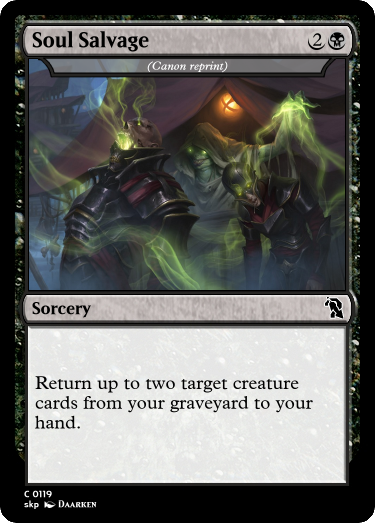 Soul Salvage 2
(Canon reprint)
Sorcery
Return up to two target creature
cards from your graveyard to your
hand.
C 0119
skp Daarken